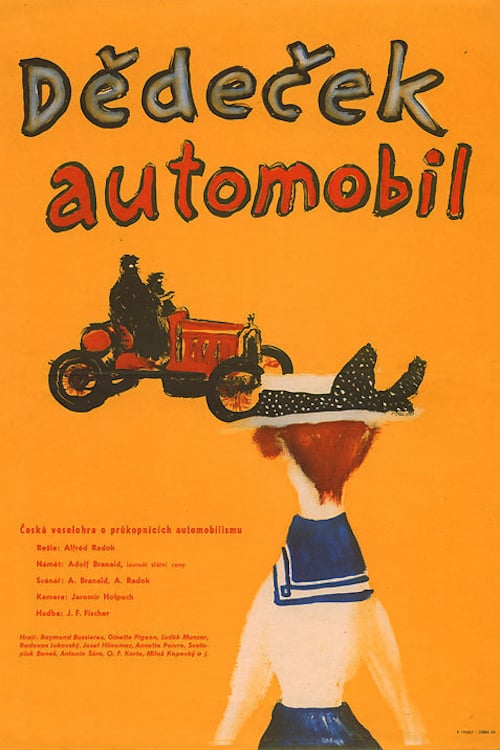 Dědeček
automobil
Česká veselohra o průkopnících automobilismu
Režie: Alfréd Radok
Námět: Adolf Branald, laureát státní ceny
Scénář: A. Branald, A. Radok
Kamera: Jaromír Holpuch
Hudba: J. F. Fischer
Hrají: Raymond Bussieres, Ginette Pigeon, Luděk Munzar,
Radovan Lukavský, Josef Hlinomaz, Annette Poivre, Svato-
pluk Beneš, Antonín Šůra, O. F. Korte, Miloš Kopecký a j.